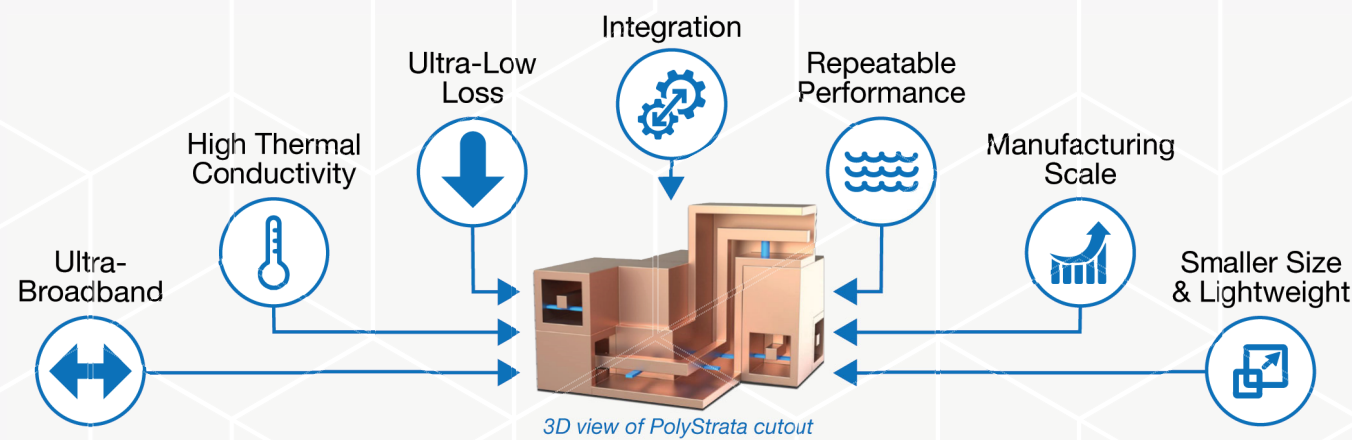 Integration
Ultra-Low
Loss
Repeatable
Performance
High Thermal
Conductivity
Manufacturing
Scale
Ultra-
Broadband
Smaller Size
& Lightweight
3D view of PolyStrata cutout